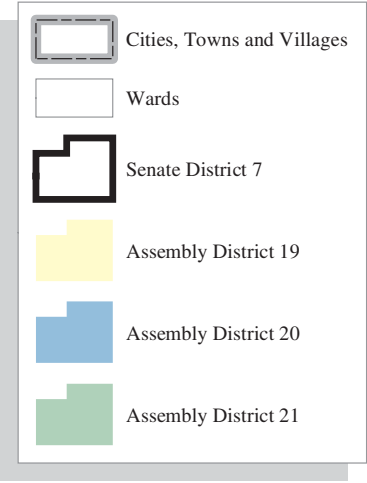 Cities, Towns and Villages
Wards
Senate District 7
Assembly District 19
Assembly District 20
Assembly District 21